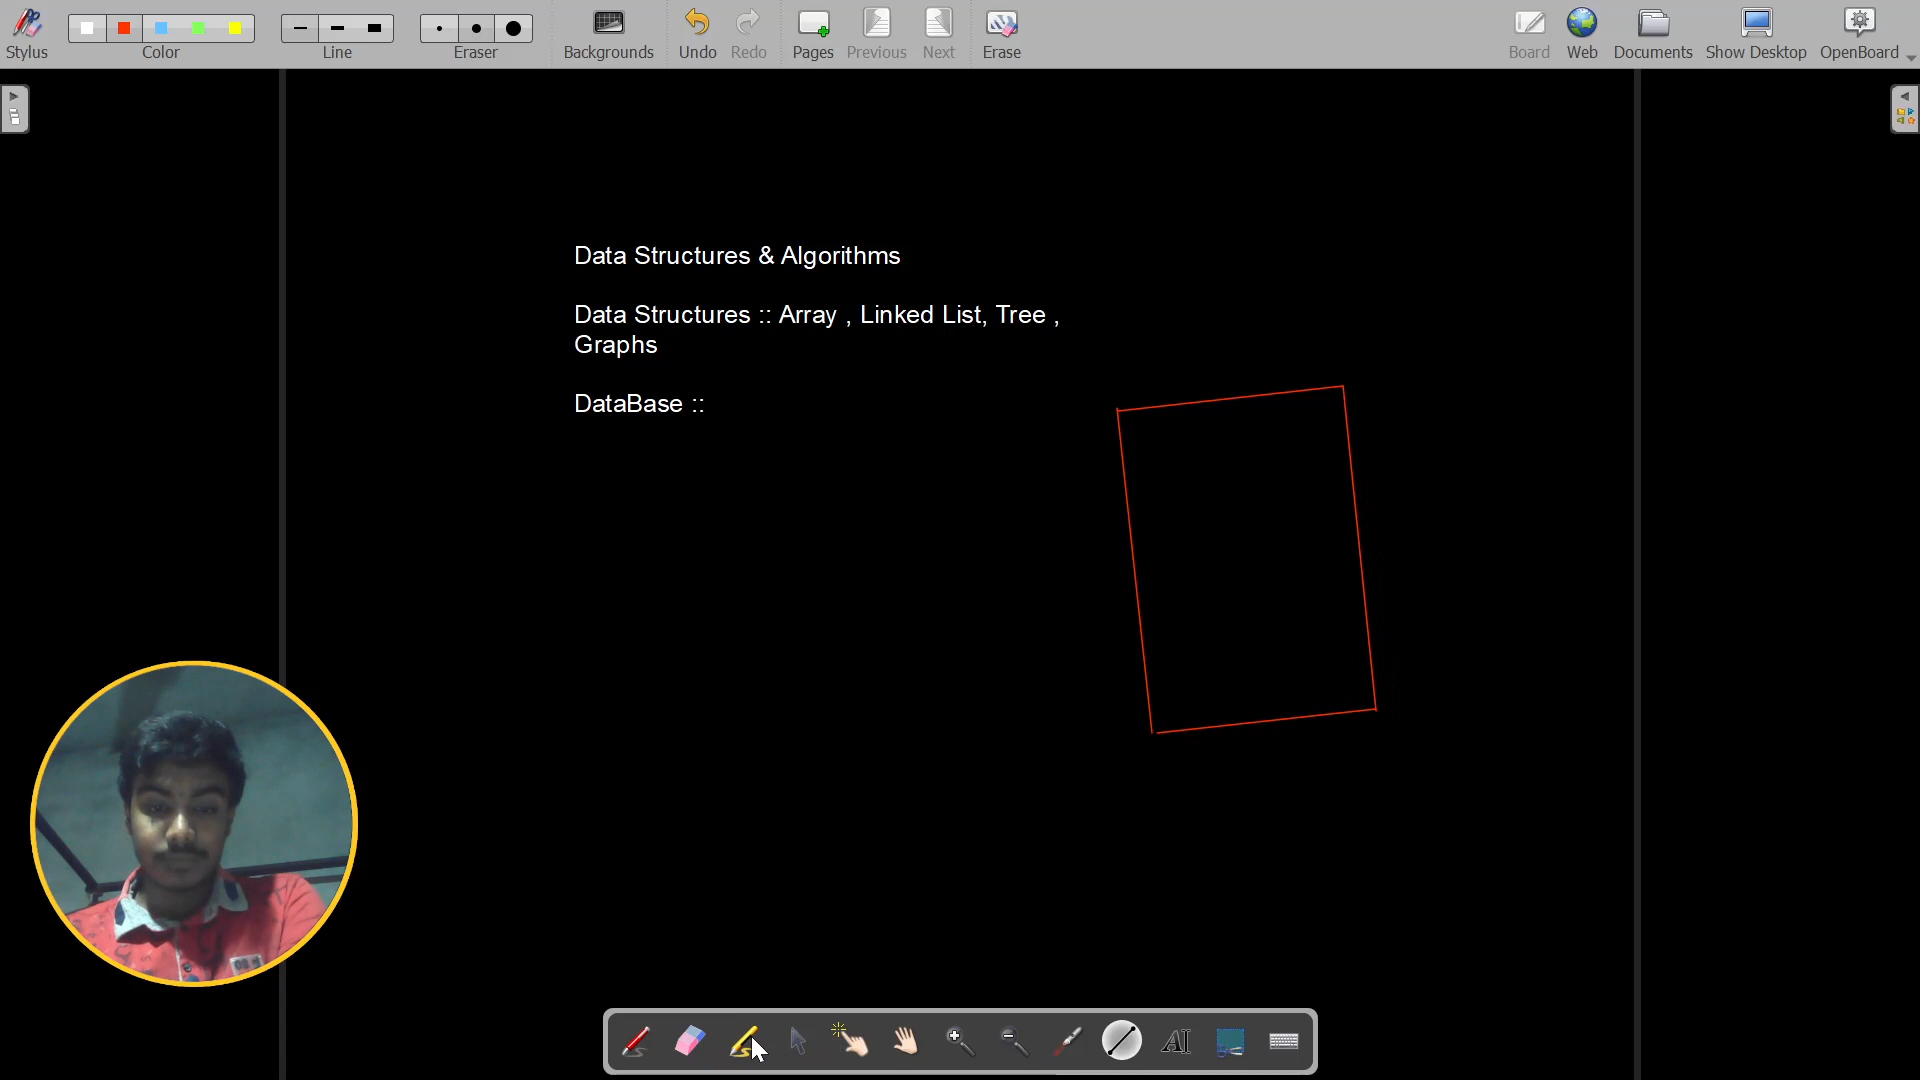 Stylus
Color
Line
Eraser
Backgrounds
Undo
Redo
Pages
Previous
Next
Erase
Board
Web
Documents
Show Desktop
OpenBoard
Data Structures & Algorithms
Data Structures :: Array , Linked List, Tree ,
Graphs
DataBase ::
AI